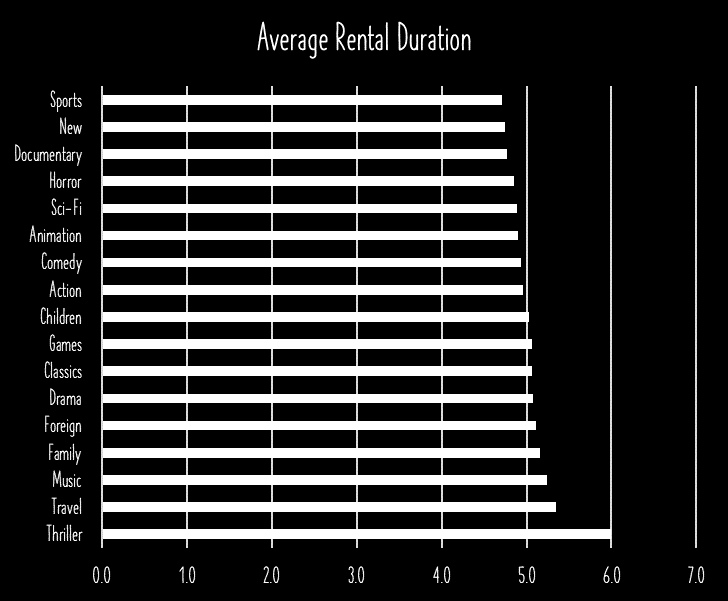 Average Rental Duration
Sports
New
Documentary
Horror
Sci-Fi
Animation
Comedy
Action
Children
Games
Classics
Drama
Foreign
Family
Music
Travel
Thriller
0.0 1.0 2.0 3.0 4.0 5.0 6.0 7.0